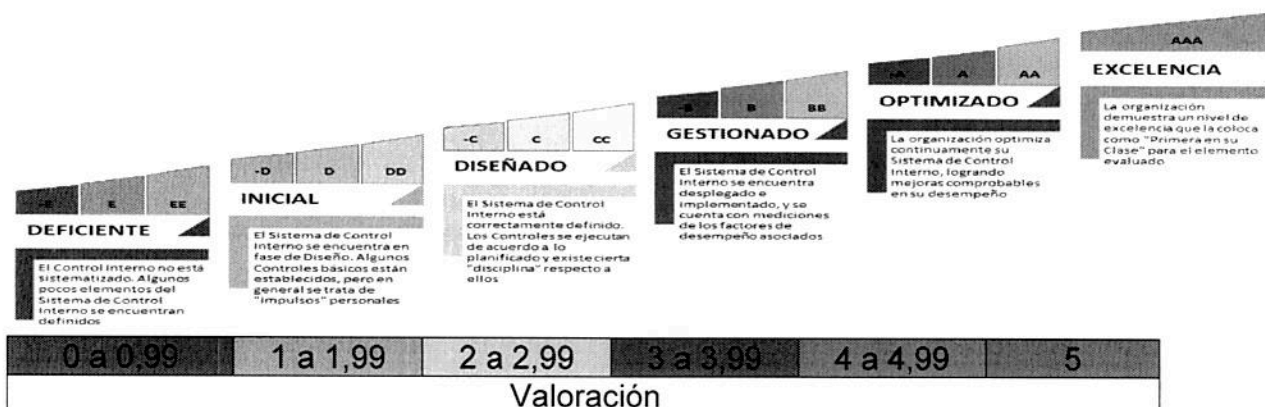 -E E EE
DEFICIENTE
El Control Interno no está
sistematizado. Algunos
pocos elementos del
Sistema de Control
Interno se encuentran
definidos
-D D DD
INICIAL
El Sistema de Control
Interno se encuentra en
fase de Diseño. Algunos
Controles básicos están
establecidos, pero en
general se trata de
"impulsos" personales
-C C CC
DISEÑADO
El Sistema de Control
Interno está
correctamente definido.
Los Controles se ejecutan
de acuerdo a lo
planificado y existe cierta
"disciplina" respecto a
ellos
-B B BB
GESTIONADO
El Sistema de Control
Interno se encuentra
desplegado e
implementado, y se
cuenta con mediciones
de los factores de
desempeño asociados
-A A AA
OPTIMIZADO
La organización optimiza
continuamente su
Sistema de Control
Interno, logrando
mejoras comprobables
en su desempeño
AAA
EXCELENCIA
La organización
demuestra un nivel de
excelencia que la coloca
como "Primera en su
Clase" para el elemento
evaluado
0 a 0,99 1 a 1,99 2 a 2,99 3 a 3,99 4 a 4,99 5
Valoración